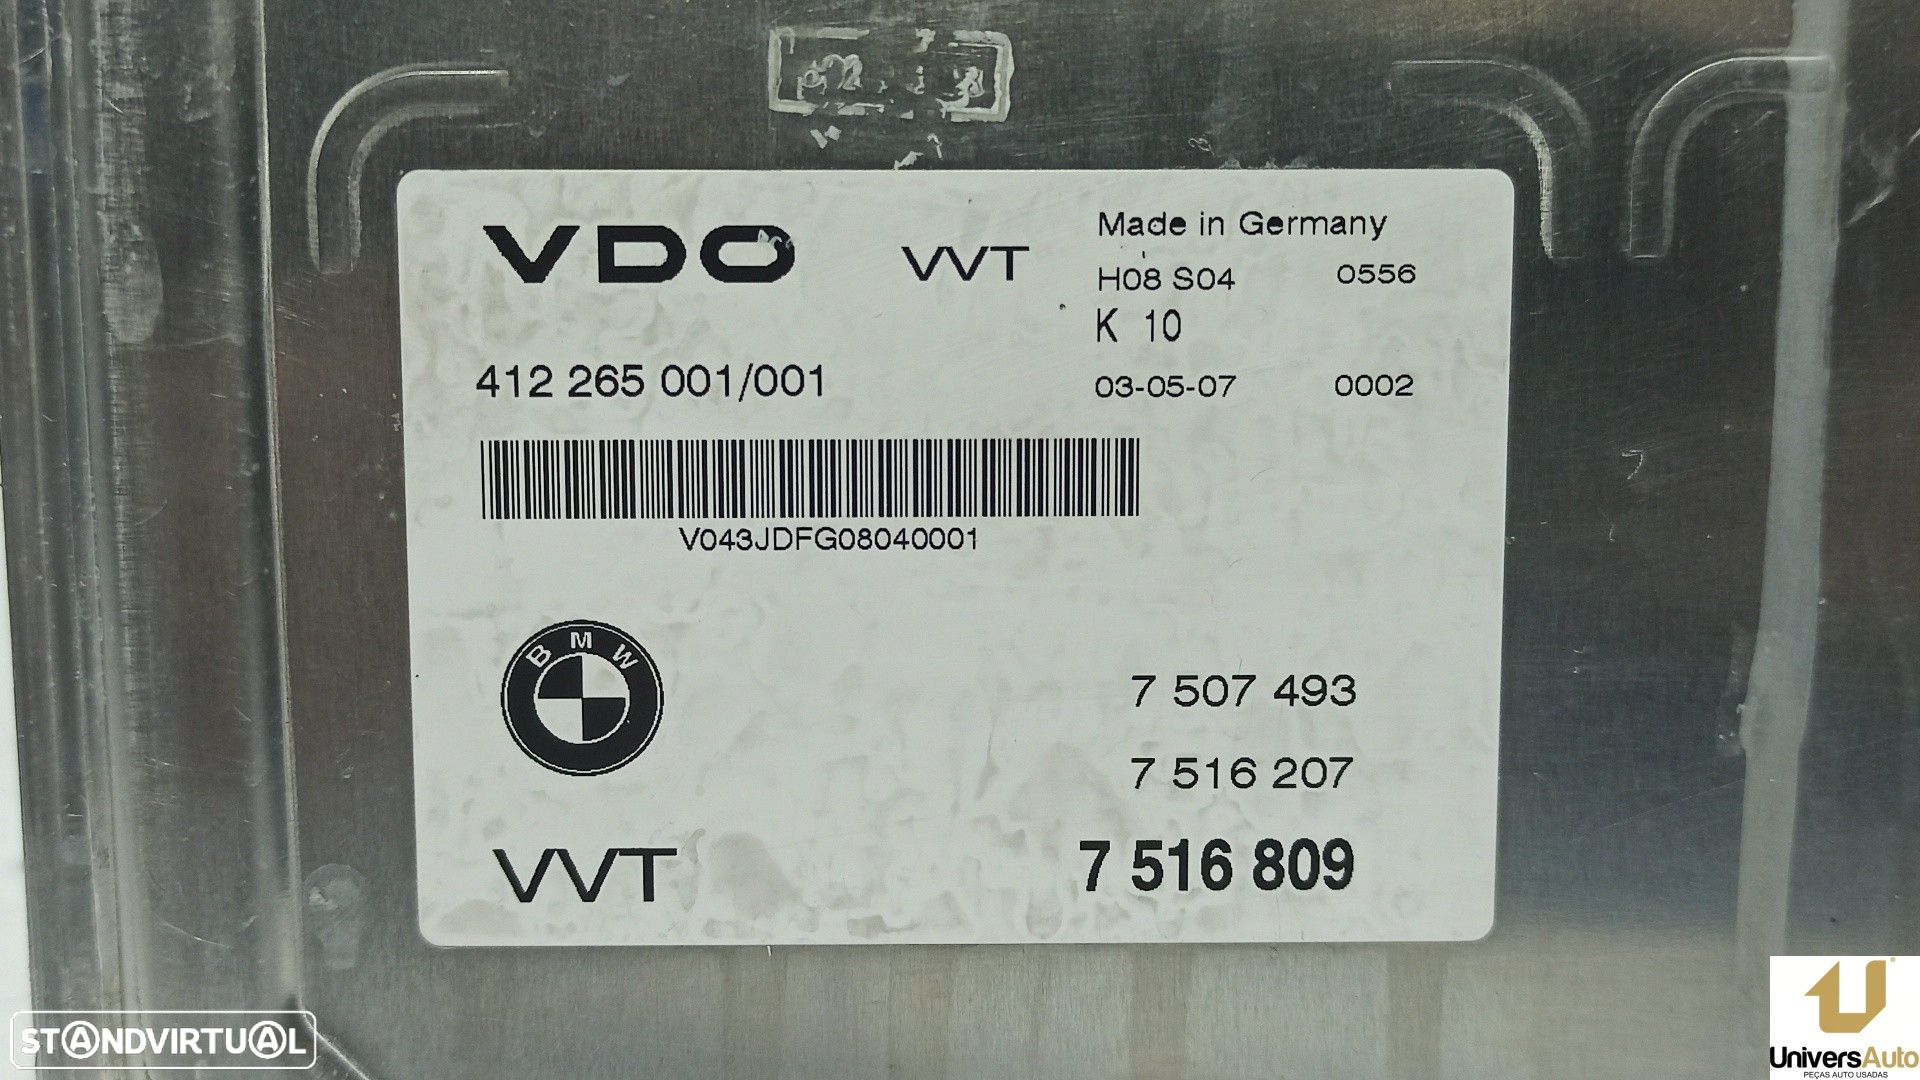 VDO
VVT
Made in Germany
H08 S04 0556
K 10
412 265 001/001
03-05-07 0002
V043JDFG08040001
BMW
7 507 493
7 516 207
VVT
7 516 809
STANDVIRTUAL
UniversAuto
PEÇAS AUTO USADAS